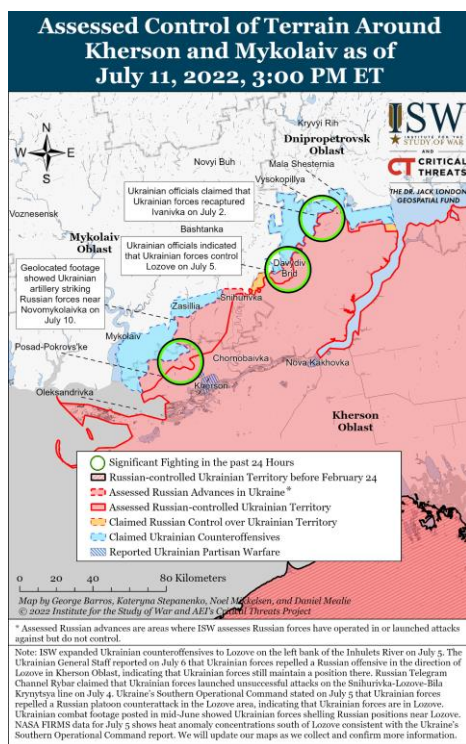 Assessed Control of Terrain Around
Kherson and Mykolaiv as of
July 11, 2022, 3:00 PM ET
N
W
E
S
Kryvyi Rih
Dnipropetrovsk
Oblast
ISW
INSTITUTE FOR THE
STUDY OF WAR
AND
CT CRITICAL
THREATS
THE DR. JACK LONDON
GEOSPATIAL FUND
Novyi Buh
Mala Shesternia
Vysokopillya
Ukrainian officials claimed that
Ukrainian forces recaptured
Ivanivka on July 2.
Voznesensk
Bashtanka
Mykolaiv
Oblast
Ukrainian officials indicated
that Ukrainian forces control
Lozove on July 5.
Davydiv
Brid
Geolocated footage
showed Ukrainian
artillery striking
Russian forces near
Novomykolaivka on
July 10.
Zasillia
Snihurivka
Mykolaiv
Posad-Pokrovs'ke
Chornobaivka
Nova Kakhovka
Kherson
Oleksandrivka
Kherson
Oblast
Significant Fighting in the past 24 Hours
Russian-controlled Ukrainian Territory before February 24
Assessed Russian Advances in Ukraine*
Assessed Russian-controlled Ukrainian Territory
Claimed Russian Control over Ukrainian Territory
Claimed Ukrainian Counteroffensives
Reported Ukrainian Partisan Warfare
0 20 40 80 Kilometers
Map by George Barros, Kateryna Stepanenko, Noel Mikkelsen, and Daniel Mealie
© 2022 Institute for the Study of War and AEI's Critical Threats Project
* Assessed Russian advances are areas where ISW assesses Russian forces have operated in or launched attacks
against but do not control.
Note: ISW expanded Ukrainian counteroffensives to Lozove on the left bank of the Inhulets River on July 5. The
Ukrainian General Staff reported on July 6 that Ukrainian forces repelled a Russian offensive in the direction of
Lozove in Kherson Oblast, indicating that Ukrainian forces still maintain a position there. Russian Telegram
Channel Rybar claimed that Ukrainian forces launched unsuccessful attacks on the Snihurivka-Lozove-Bila
Krynytsya line on July 4. Ukraine's Southern Operational Command stated on July 5 that Ukrainian forces
repelled a Russian platoon counterattack in the Lozove area, indicating that Ukrainian forces are in Lozove.
Ukrainian combat footage posted in mid-June showed Ukrainian forces shelling Russian positions near Lozove.
NASA FIRMS data for July 5 shows heat anomaly concentrations south of Lozove consistent with the Ukraine's
Southern Operational Command report. We will update our maps as we collect and confirm more information.